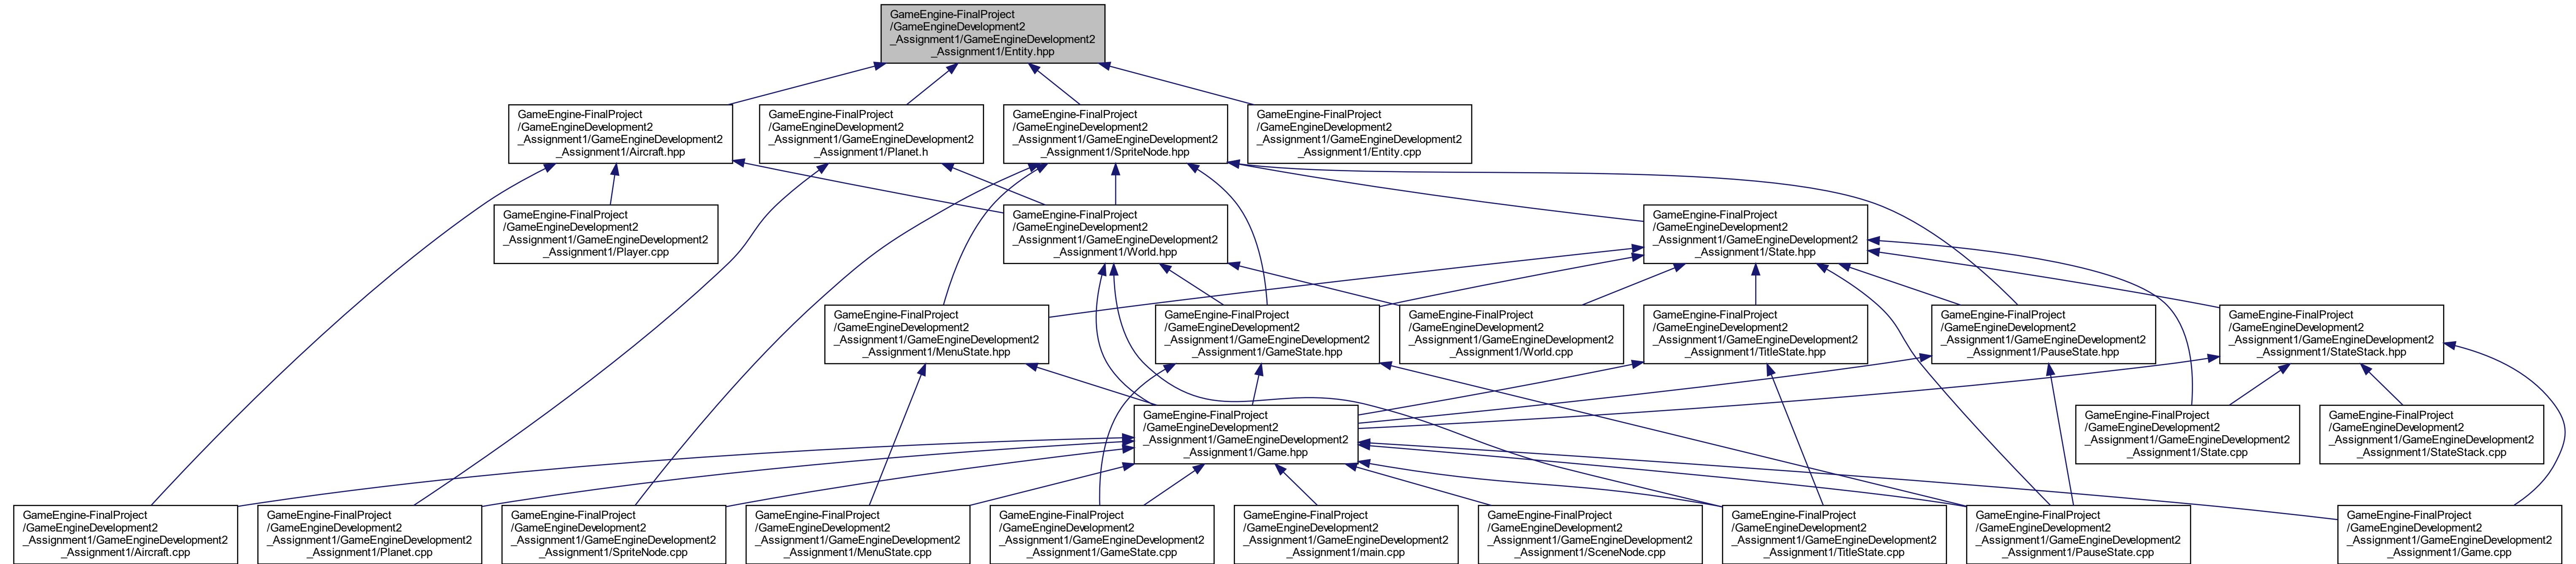 GameEngine-FinalProject
/GameEngineDevelopment2
_Assignment1/GameEngineDevelopment2
_Assignment1/Entity.hpp
GameEngine-FinalProject
/GameEngineDevelopment2
_Assignment1/GameEngineDevelopment2
_Assignment1/Aircraft.hpp
GameEngine-FinalProject
/GameEngineDevelopment2
_Assignment1/GameEngineDevelopment2
_Assignment1/Planet.h
GameEngine-FinalProject
/GameEngineDevelopment2
_Assignment1/GameEngineDevelopment2
_Assignment1/SpriteNode.hpp
GameEngine-FinalProject
/GameEngineDevelopment2
_Assignment1/GameEngineDevelopment2
_Assignment1/Entity.cpp
GameEngine-FinalProject
/GameEngineDevelopment2
_Assignment1/GameEngineDevelopment2
_Assignment1/Player.cpp
GameEngine-FinalProject
/GameEngineDevelopment2
_Assignment1/GameEngineDevelopment2
_Assignment1/World.hpp
GameEngine-FinalProject
/GameEngineDevelopment2
_Assignment1/GameEngineDevelopment2
_Assignment1/State.hpp
GameEngine-FinalProject
/GameEngineDevelopment2
_Assignment1/GameEngineDevelopment2
_Assignment1/MenuState.hpp
GameEngine-FinalProject
/GameEngineDevelopment2
_Assignment1/GameEngineDevelopment2
_Assignment1/GameState.hpp
GameEngine-FinalProject
/GameEngineDevelopment2
_Assignment1/GameEngineDevelopment2
_Assignment1/World.cpp
GameEngine-FinalProject
/GameEngineDevelopment2
_Assignment1/GameEngineDevelopment2
_Assignment1/TitleState.hpp
GameEngine-FinalProject
/GameEngineDevelopment2
_Assignment1/GameEngineDevelopment2
_Assignment1/PauseState.hpp
GameEngine-FinalProject
/GameEngineDevelopment2
_Assignment1/GameEngineDevelopment2
_Assignment1/StateStack.hpp
GameEngine-FinalProject
/GameEngineDevelopment2
_Assignment1/GameEngineDevelopment2
_Assignment1/Game.hpp
GameEngine-FinalProject
/GameEngineDevelopment2
_Assignment1/GameEngineDevelopment2
_Assignment1/State.cpp
GameEngine-FinalProject
/GameEngineDevelopment2
_Assignment1/GameEngineDevelopment2
_Assignment1/StateStack.cpp
GameEngine-FinalProject
/GameEngineDevelopment2
_Assignment1/GameEngineDevelopment2
_Assignment1/Aircraft.cpp
GameEngine-FinalProject
/GameEngineDevelopment2
_Assignment1/GameEngineDevelopment2
_Assignment1/Planet.cpp
GameEngine-FinalProject
/GameEngineDevelopment2
_Assignment1/GameEngineDevelopment2
_Assignment1/SpriteNode.cpp
GameEngine-FinalProject
/GameEngineDevelopment2
_Assignment1/GameEngineDevelopment2
_Assignment1/MenuState.cpp
GameEngine-FinalProject
/GameEngineDevelopment2
_Assignment1/GameEngineDevelopment2
_Assignment1/GameState.cpp
GameEngine-FinalProject
/GameEngineDevelopment2
_Assignment1/GameEngineDevelopment2
_Assignment1/main.cpp
GameEngine-FinalProject
/GameEngineDevelopment2
_Assignment1/GameEngineDevelopment2
_Assignment1/SceneNode.cpp
GameEngine-FinalProject
/GameEngineDevelopment2
_Assignment1/GameEngineDevelopment2
_Assignment1/TitleState.cpp
GameEngine-FinalProject
/GameEngineDevelopment2
_Assignment1/GameEngineDevelopment2
_Assignment1/PauseState.cpp
GameEngine-FinalProject
/GameEngineDevelopment2
_Assignment1/GameEngineDevelopment2
_Assignment1/Game.cpp